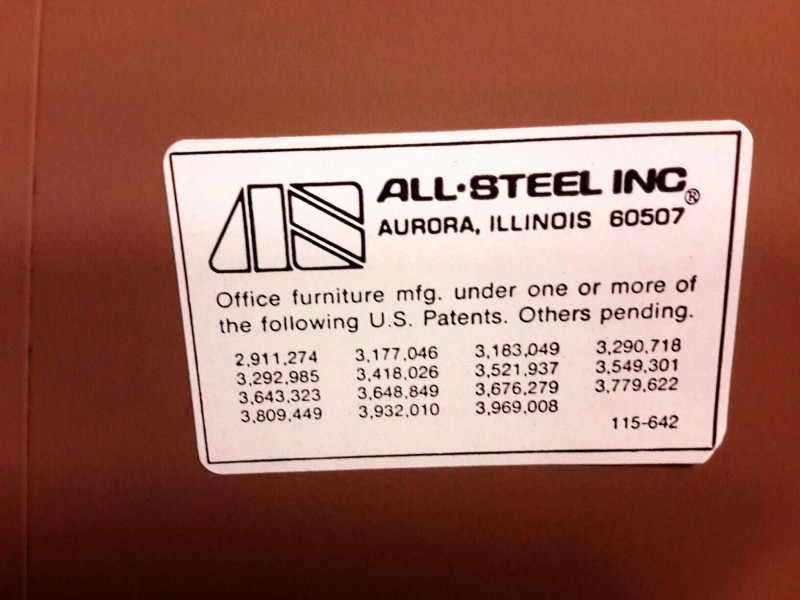 ALL·STEEL INC®
AURORA, ILLINOIS 60507
Office furniture mfg. under one or more of
the following U.S. Patents. Others pending.
2,911,274 3,177,046 3,183,049 3,290,718
3,292,985 3,418,026 3,521,937 3,549,301
3,643,323 3,648,849 3,676,279 3,779,622
3,809,449 3,932,010 3,969,008
115-642